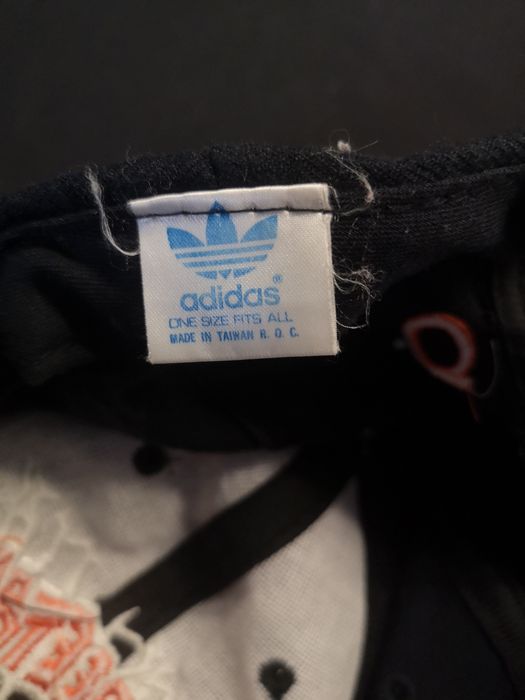 adidas®
ONE SIZE FITS ALL
MADE IN TAIWAN R. O. C.